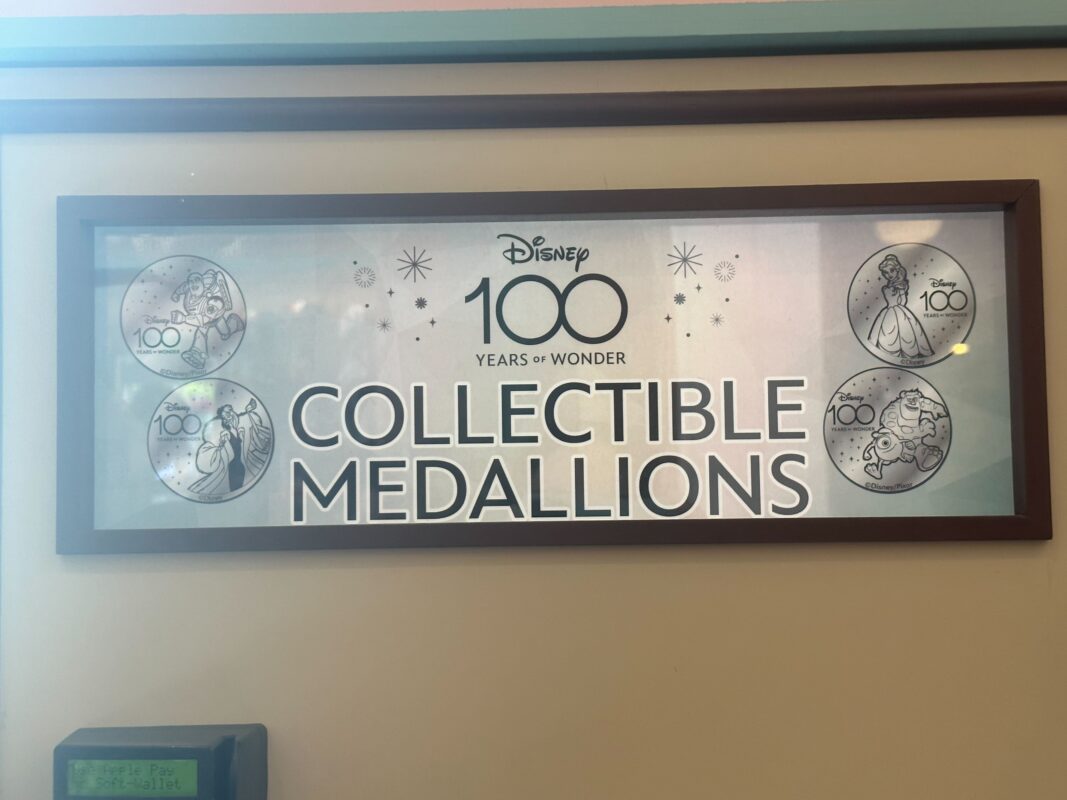 Disney
100
YEARS OF WONDER
COLLECTIBLE
MEDALLIONS
Disney
100
YEARS OF WONDER
©Disney/Pixar
Disney
100
YEARS OF WONDER
©Disney
Disney
100
YEARS OF WONDER
©Disney
Disney
100
YEARS OF WONDER
©Disney/Pixar
Apple Pay
Soft-Wallet